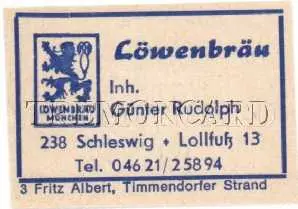 Löwenbräu
LÖWENBRÄU
MÜNCHEN
Inh.
Günter Rudolph
238 Schleswig • Lollfuß 13
Tel. 04621/25894
3 Fritz Albert, Timmendorfer Strand